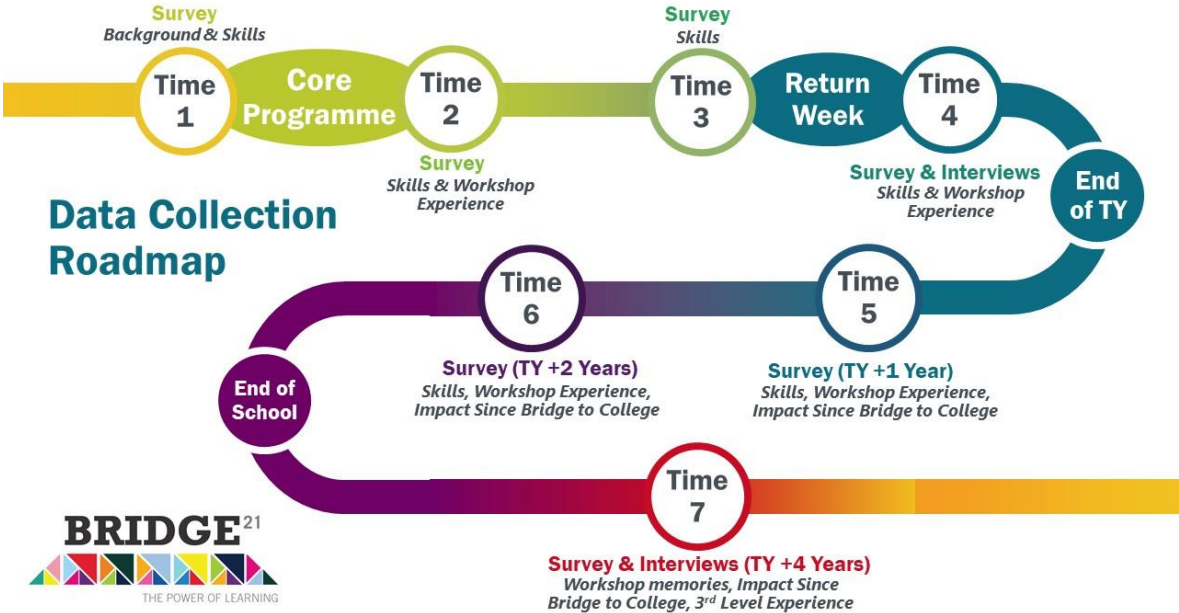 Survey
Background & Skills
Time
1
Core
Programme
Time
2
Survey
Skills & Workshop
Experience
Survey
Skills
Time
3
Return
Week
Time
4
Survey & Interviews
Skills & Workshop
Experience
End
of TY
Data Collection
Roadmap
Time
5
Survey (TY +1 Year)
Skills, Workshop Experience,
Impact Since Bridge to College
Time
6
Survey (TY +2 Years)
Skills, Workshop Experience,
Impact Since Bridge to College
End of
School
Time
7
Survey & Interviews (TY +4 Years)
Workshop memories, Impact Since
Bridge to College, 3rd Level Experience
BRIDGE21
THE POWER OF LEARNING